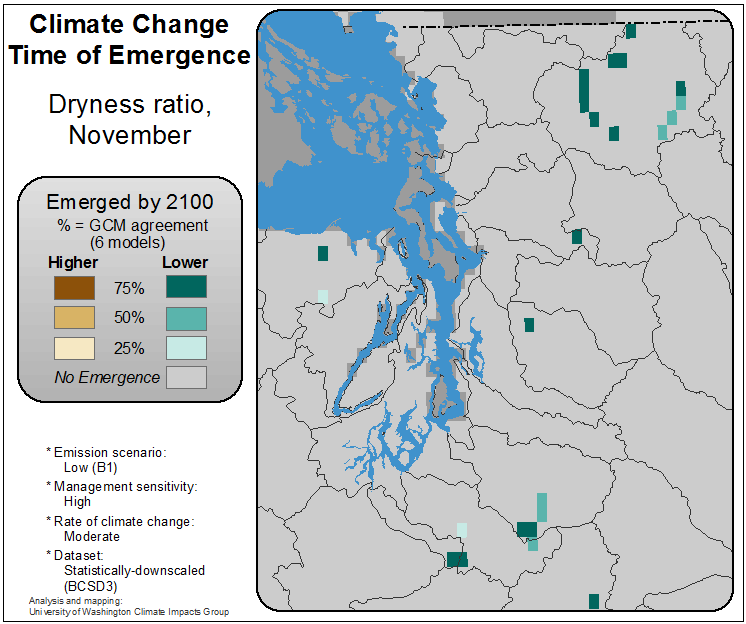 Climate Change
Time of Emergence
Dryness ratio,
November
Emerged by 2100
% = GCM agreement
(6 models)
Higher Lower
75%
50%
25%
No Emergence
* Emission scenario:
Low (B1)
* Management sensitivity:
High
* Rate of climate change:
Moderate
* Dataset:
Statistically-downscaled
(BCSD3)
Analysis and mapping:
University of Washington Climate Impacts Group